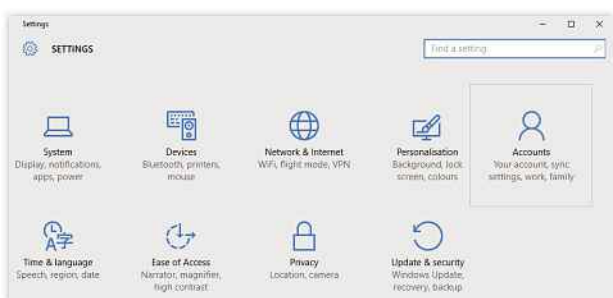 Settings
SETTINGS
Find a setting
System
Display, notifications,
apps, power
Devices
Bluetooth, printers,
mouse
Network & Internet
WiFi, flight mode, VPN
Personalisation
Background, lock
screen, colours
Accounts
Your account, sync
settings, work, family
A字
Time & language
Speech, region, date
Ease of Access
Narrator, magnifier,
high contrast
Privacy
Location, camera
Update & security
Windows Update,
recovery, backup